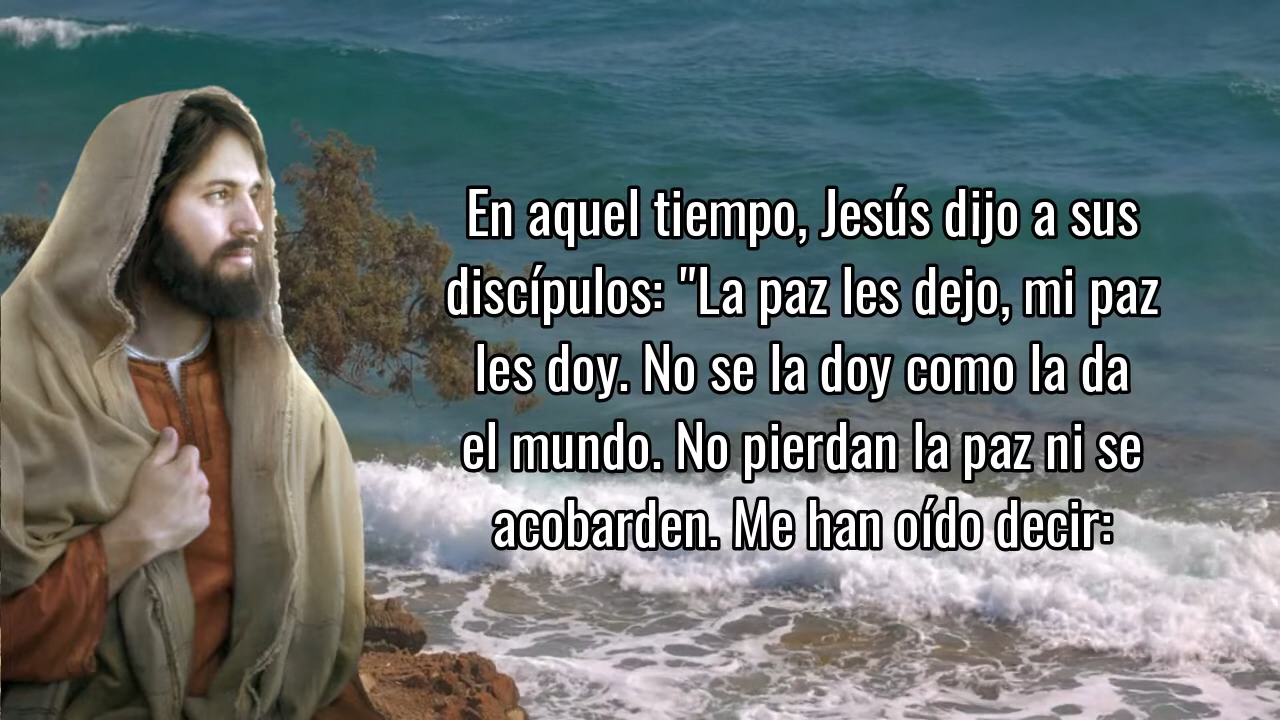 En aquel tiempo, Jesús dijo a sus
discípulos: "La paz les dejo, mi paz
les doy. No se la doy como la da
el mundo. No pierdan la paz ni se
acobarden. Me han oído decir: